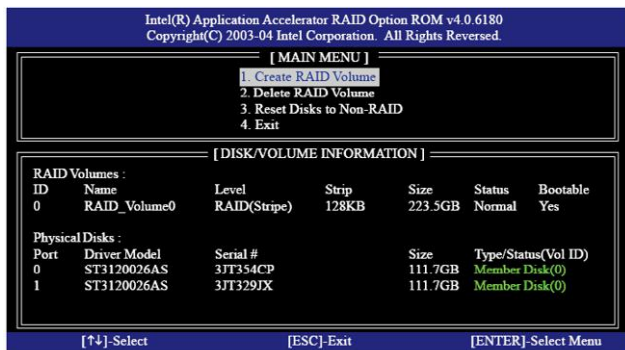 Intel(R) Application Accelerator RAID Option ROM v4.0.6180
Copyright(C) 2003-04 Intel Corporation. All Rights Reversed.
[ MAIN MENU ]
1. Create RAID Volume
2. Delete RAID Volume
3. Reset Disks to Non-RAID
4. Exit
[ DISK/VOLUME INFORMATION ]
RAID Volumes :
ID Name Level Strip Size Status Bootable
0 RAID_Volume0 RAID(Stripe) 128KB 223.5GB Normal Yes
Physical Disks :
Port Driver Model Serial # Size Type/Status(Vol ID)
0 ST3120026AS 3JT354CP 111.7GB Member Disk(0)
1 ST3120026AS 3JT329JX 111.7GB Member Disk(0)
[↑↓]-Select [ESC]-Exit [ENTER]-Select Menu